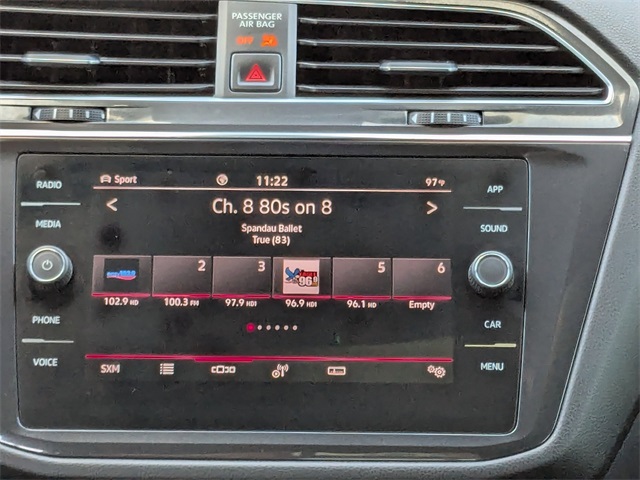 PASSENGER
AIR BAG
OFF
RADIO
MEDIA
PHONE
VOICE
Sport
11:22
97°F
< Ch. 8 80s on 8 >
Spandau Ballet
True (83)
2 3 96.9 5 6
102.9 HD 100.3 FM 97.9 HD1 96.9 HD1 96.1 HD Empty
SXM
APP
SOUND
CAR
MENU